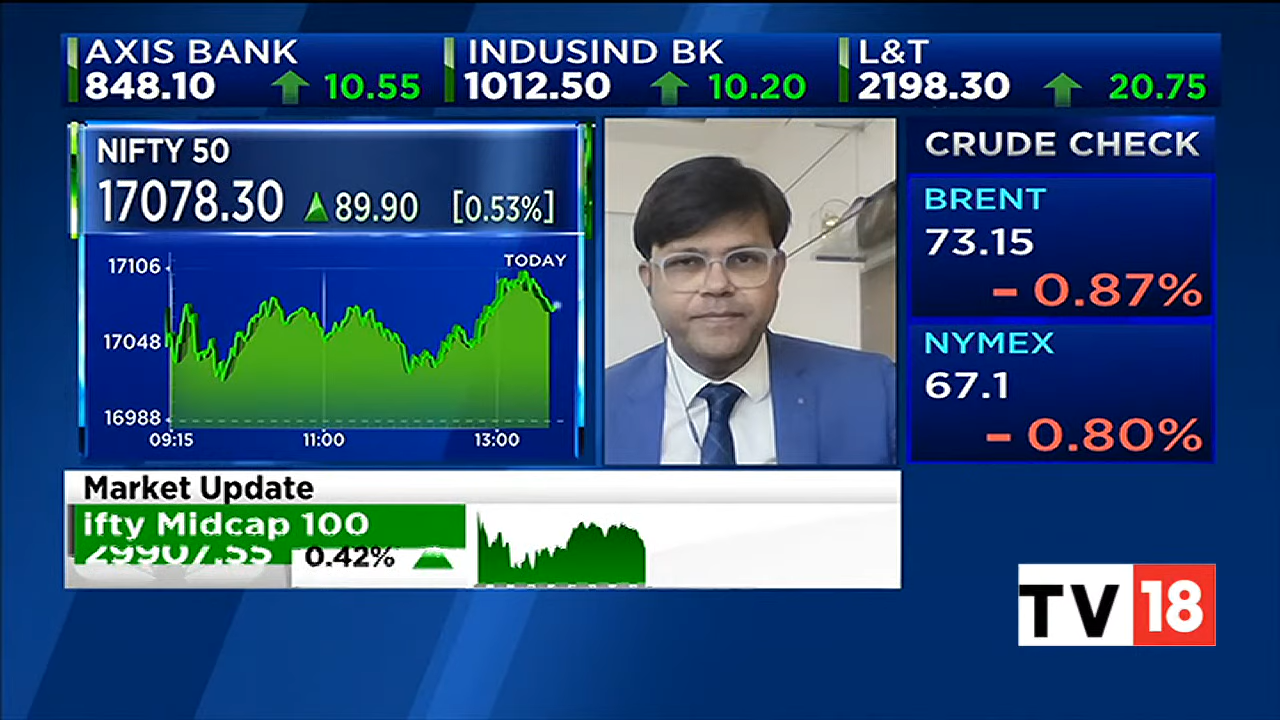 AXIS BANK
848.10 10.55
INDUSIND BK
1012.50 10.20
L&T
2198.30 20.75
NIFTY 50
17078.30 89.90 [0.53%]
TODAY
17106
17048
16988
09:15 11:00 13:00
CRUDE CHECK
BRENT
73.15
- 0.87%
NYMEX
67.1
- 0.80%
Market Update
ifty Midcap 100
29907.55 0.42%
TV18